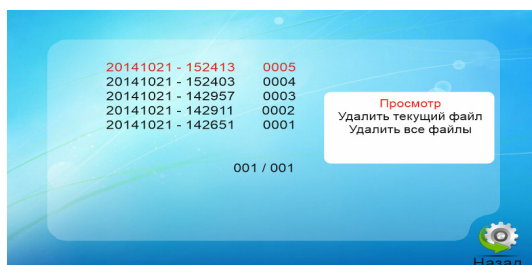 20141021 - 152413 0005
20141021 - 152403 0004
20141021 - 142957 0003
20141021 - 142911 0002
20141021 - 142651 0001
Просмотр
Удалить текущий файл
Удалить все файлы
001 / 001
Назад